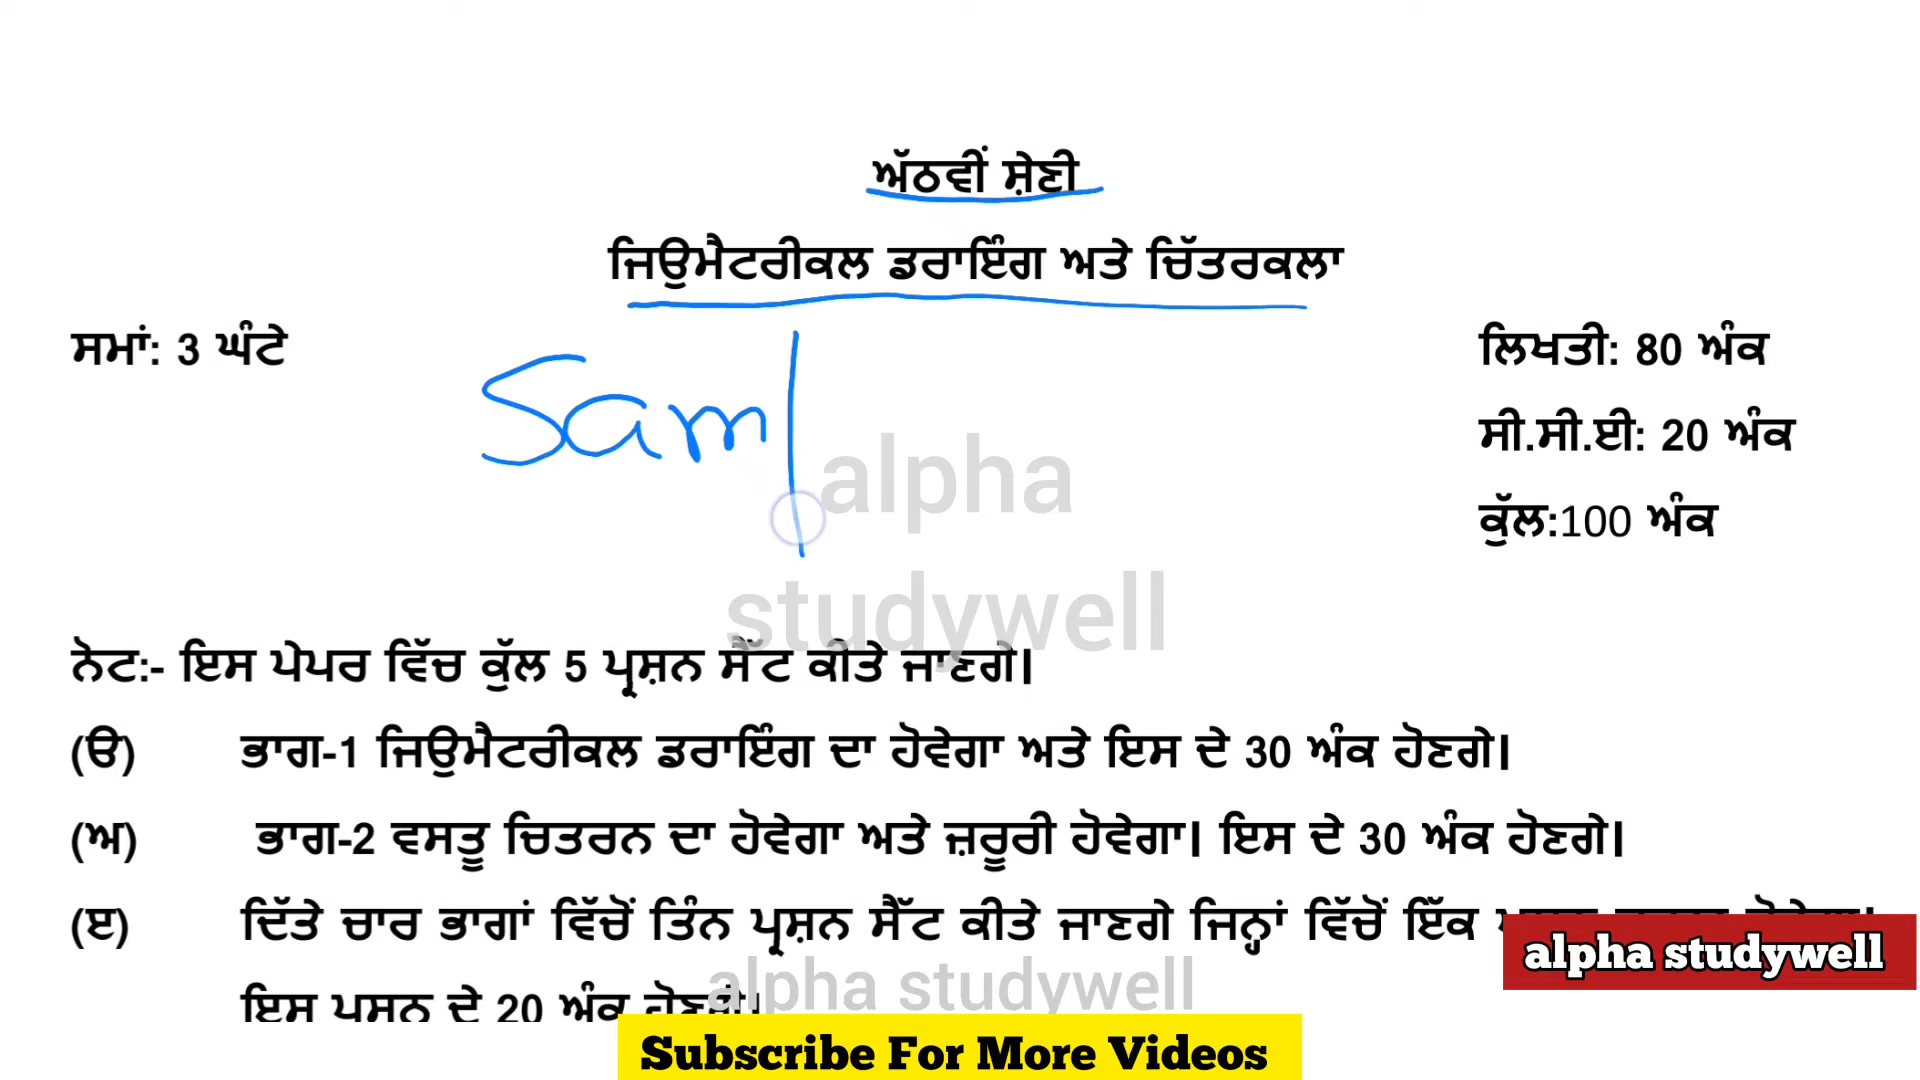 ਅੱਠਵੀਂ ਸ਼੍ਰੇਣੀ
ਜਿਉਮੈਟਰੀਕਲ ਡਰਾਇੰਗ ਅਤੇ ਚਿੱਤਰਕਲਾ
ਸਮਾਂ: 3 ਘੰਟੇ
ਲਿਖਤੀ: 80 ਅੰਕ
Sam
ਸੀ.ਸੀ.ਈ: 20 ਅੰਕ
alpha
ਕੁੱਲ:100 ਅੰਕ
studywell
ਨੋਟ:- ਇਸ ਪੇਪਰ ਵਿੱਚ ਕੁੱਲ 5 ਪ੍ਰਸ਼ਨ ਸੈੱਟ ਕੀਤੇ ਜਾਣਗੇ।
(ੳ) ਭਾਗ-1 ਜਿਉਮੈਟਰੀਕਲ ਡਰਾਇੰਗ ਦਾ ਹੋਵੇਗਾ ਅਤੇ ਇਸ ਦੇ 30 ਅੰਕ ਹੋਣਗੇ।
(ਅ) ਭਾਗ-2 ਵਸਤੂ ਚਿਤਰਨ ਦਾ ਹੋਵੇਗਾ ਅਤੇ ਜ਼ਰੂਰੀ ਹੋਵੇਗਾ। ਇਸ ਦੇ 30 ਅੰਕ ਹੋਣਗੇ।
(ੲ) ਦਿੱਤੇ ਚਾਰ ਭਾਗਾਂ ਵਿੱਚੋਂ ਤਿੰਨ ਪ੍ਰਸ਼ਨ ਸੈੱਟ ਕੀਤੇ ਜਾਣਗੇ ਜਿਨ੍ਹਾਂ ਵਿੱਚੋਂ ਇੱਕ
alpha studywell
alpha studywell
ਇਸ ਪ੍ਰਸ਼ਨ ਦੇ 20 ਅੰਕ ਹੋਣਗੇ।
Subscribe For More Videos